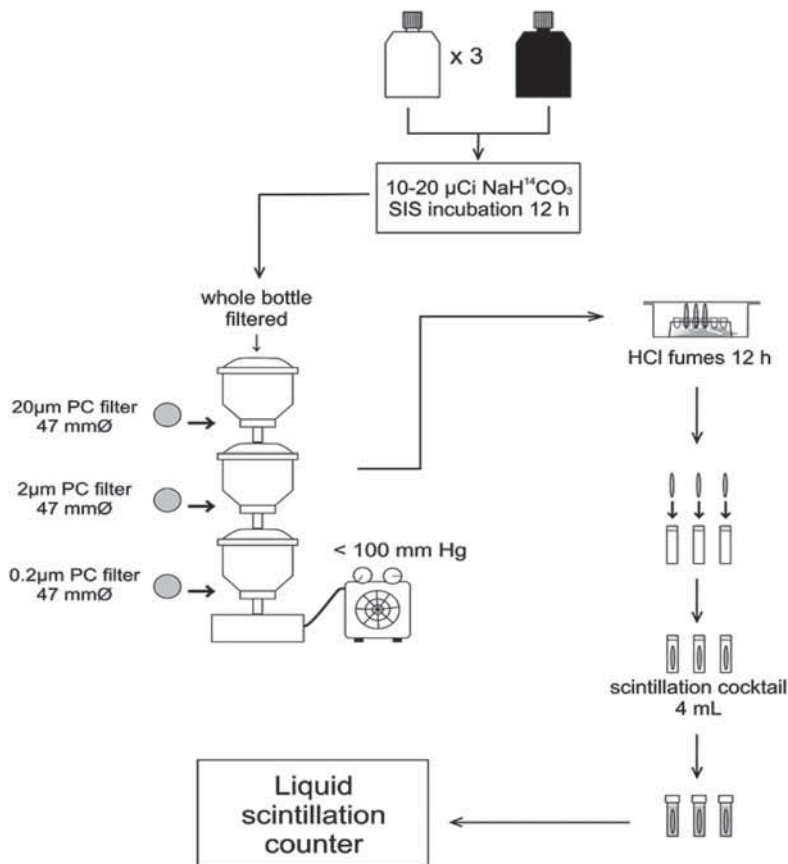 x 3
10-20 µCi NaH¹⁴CO₃
SIS incubation 12 h
whole bottle
filtered
20µm PC filter
47 mmØ
2µm PC filter
47 mmØ
0.2µm PC filter
47 mmØ
< 100 mm Hg
HCl fumes 12 h
scintillation cocktail
4 mL
Liquid
scintillation
counter